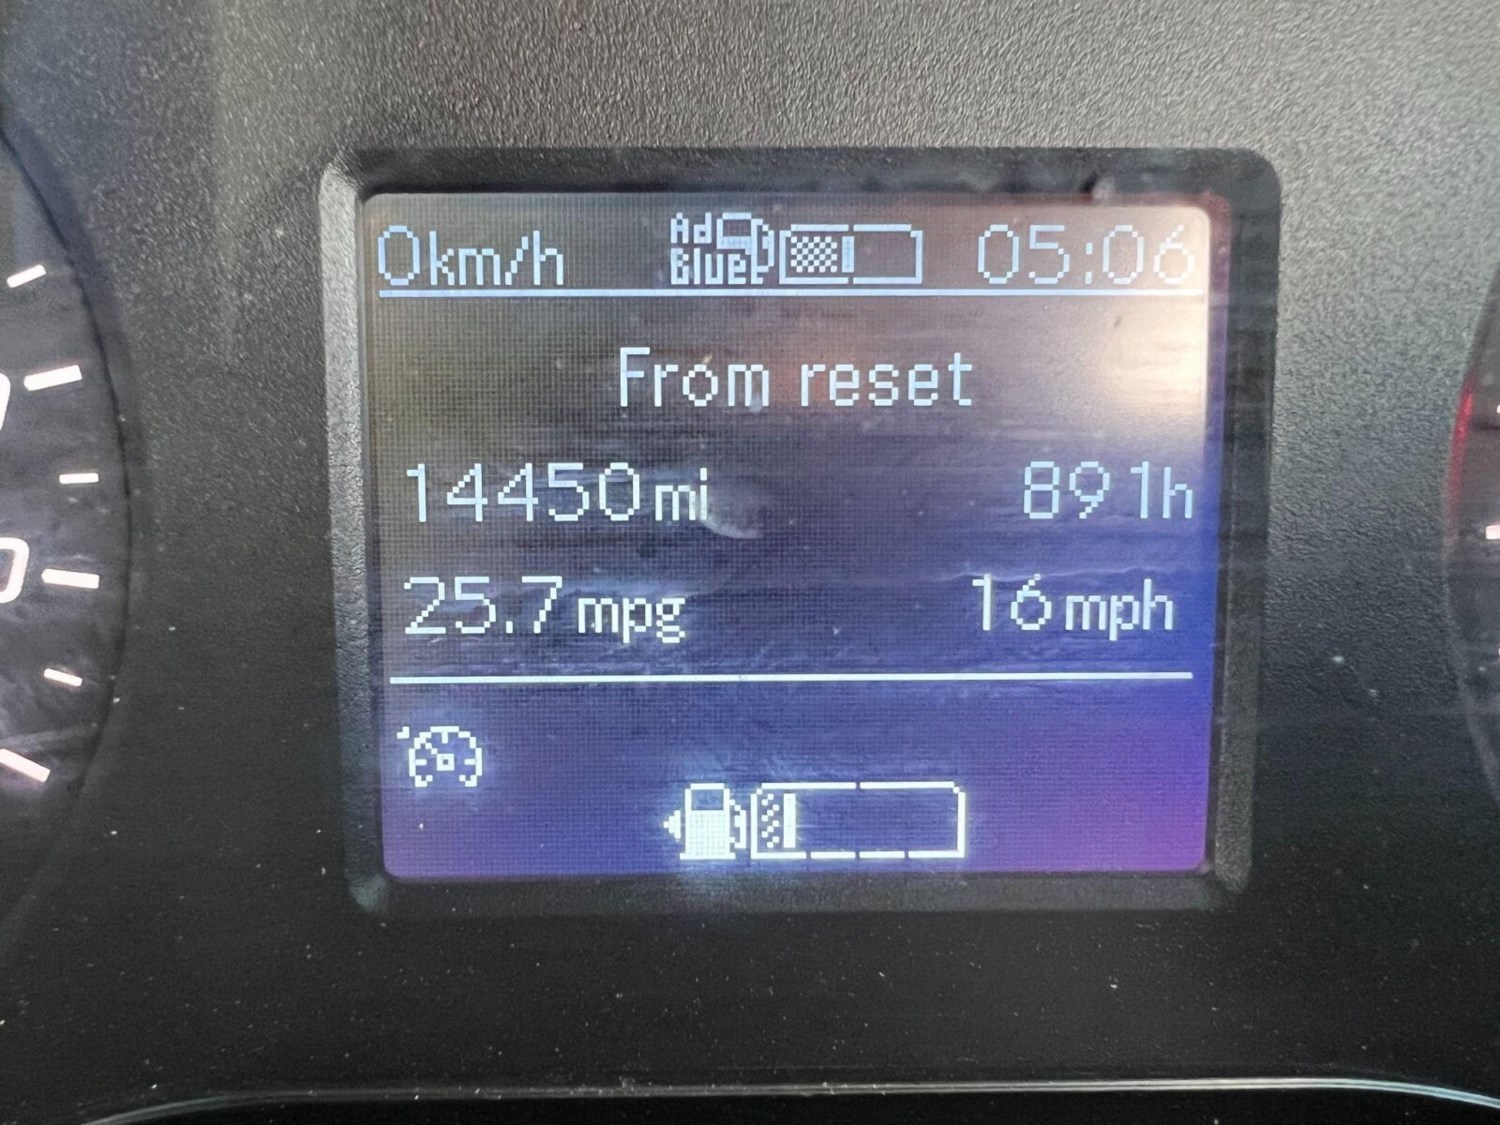 0km/h Ad Blue 05:06
From reset
14450mi 891h
25.7mpg 16mph